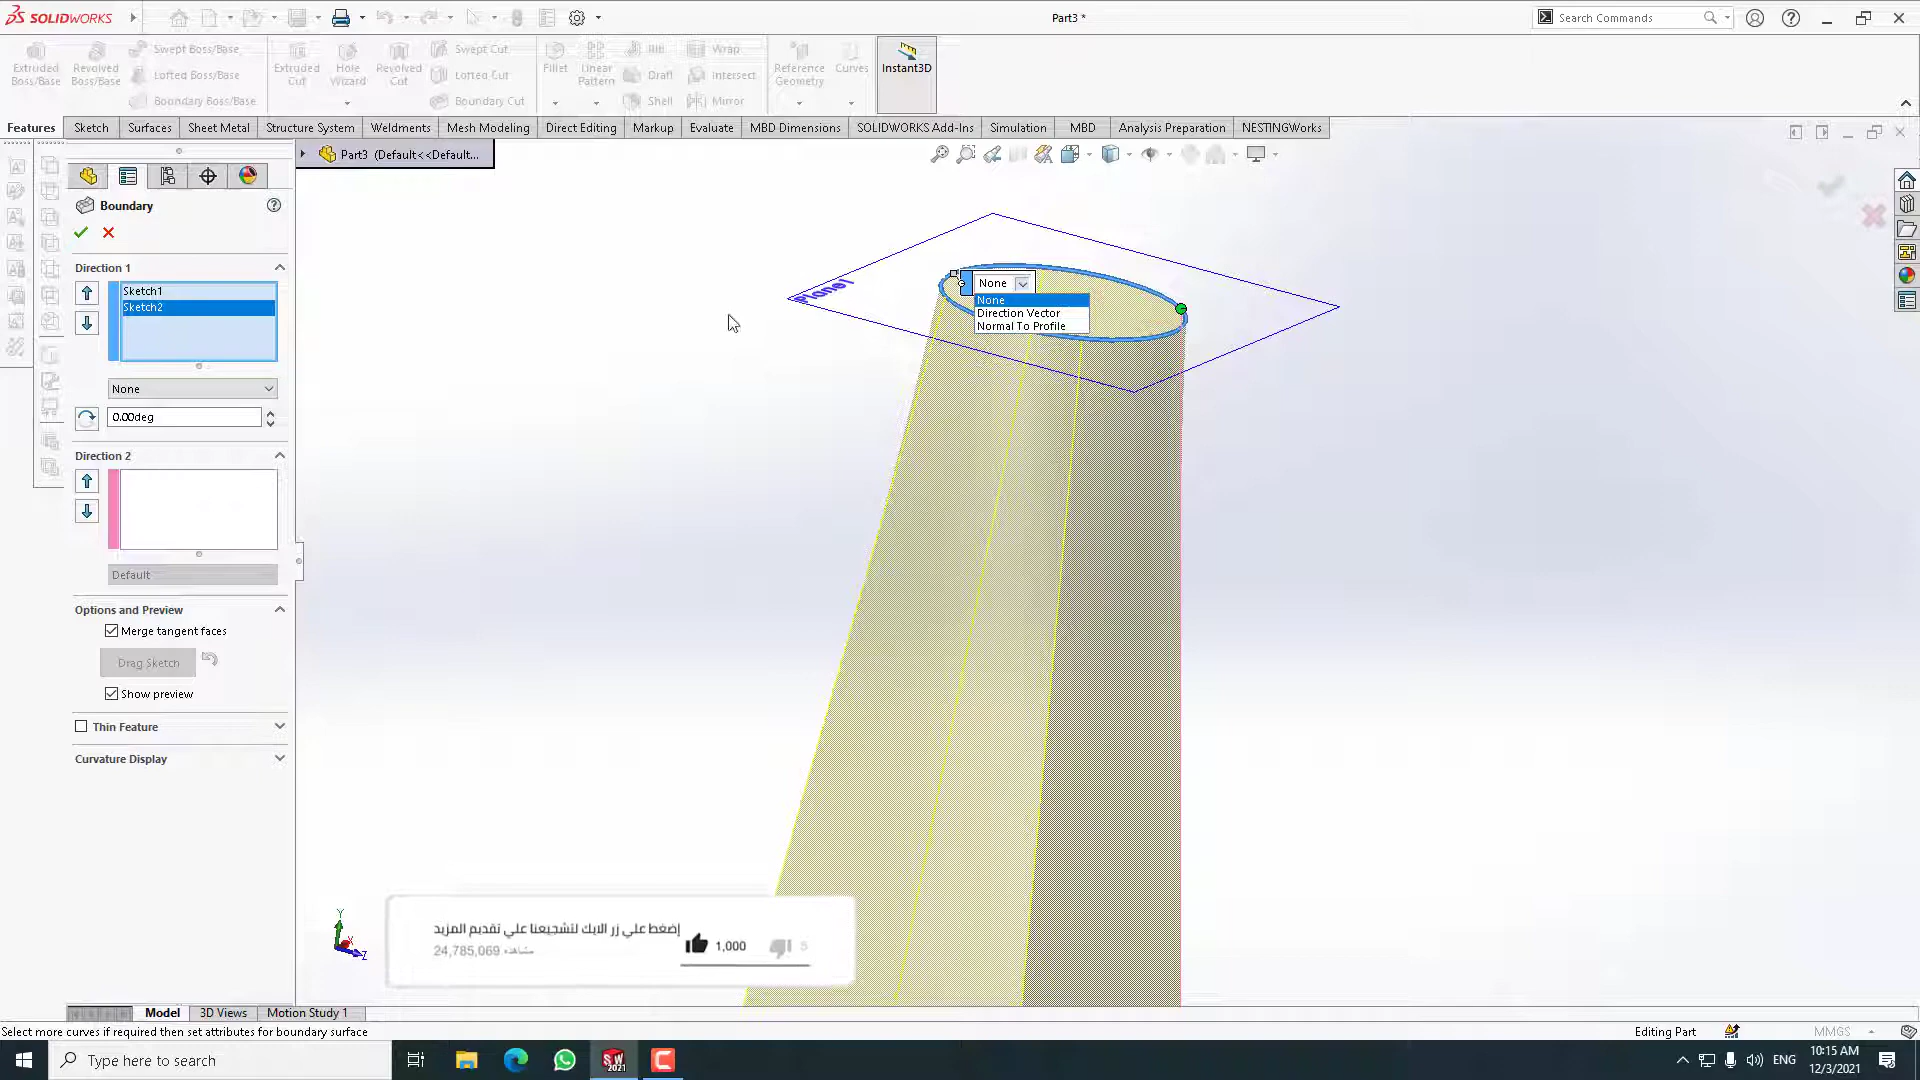 SOLIDWORKS
Part3 *
Search Commands
Extruded Boss/Base
Revolved Boss/Base
Swept Boss/Base
Lofted Boss/Base
Boundary Boss/Base
Extruded Cut
Hole Wizard
Revolved Cut
Swept Cut
Lofted Cut
Boundary Cut
Fillet
Linear Pattern
Rib
Draft
Shell
Wrap
Intersect
Mirror
Reference Geometry
Curves
Instant3D
Features
Sketch
Surfaces
Sheet Metal
Structure System
Weldments
Mesh Modeling
Direct Editing
Markup
Evaluate
MBD Dimensions
SOLIDWORKS Add-Ins
Simulation
MBD
Analysis Preparation
NESTINGWorks
Part3 (Default<<Default...
Boundary
Direction 1
Sketch1
Sketch2
None
0.00deg
Direction 2
Default
Options and Preview
Merge tangent faces
Drag Sketch
Show preview
Thin Feature
Curvature Display
Plane1
None
None
Direction Vector
Normal To Profile
إضغط علي زر الايك لتشجيعنا علي تقديم المزيد
24,785,069 مشاهده
1,000
5
Y
X
Z
Model
3D Views
Motion Study 1
Select more curves if required then set attributes for boundary surface
Editing Part
MMGS
Type here to search
SW
2021
ENG
10:15 AM
12/3/2021